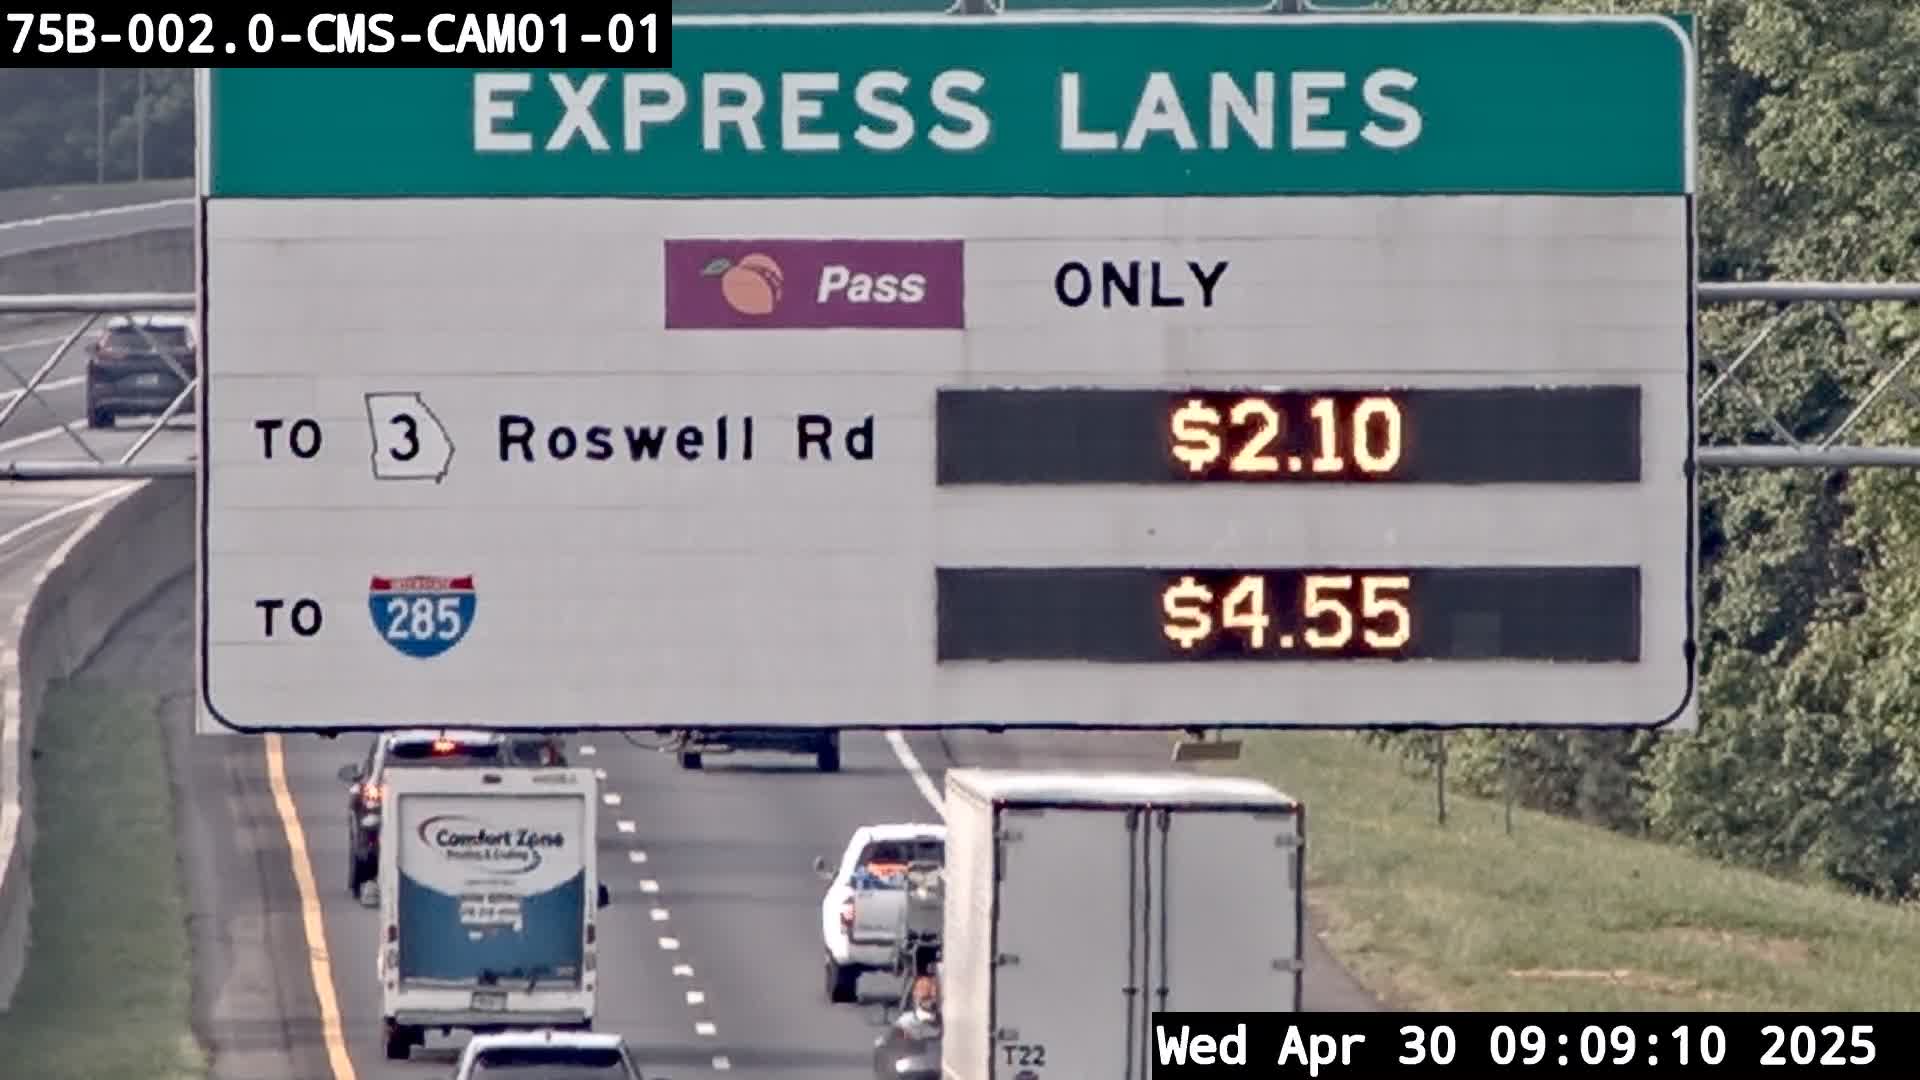 75B-002.0-CMS-CAM01-01
EXPRESS LANES
Pass ONLY
TO 3 Roswell Rd $2.10
TO 285 $4.55
Comfort Zone
T22
Wed Apr 30 09:09:10 2025